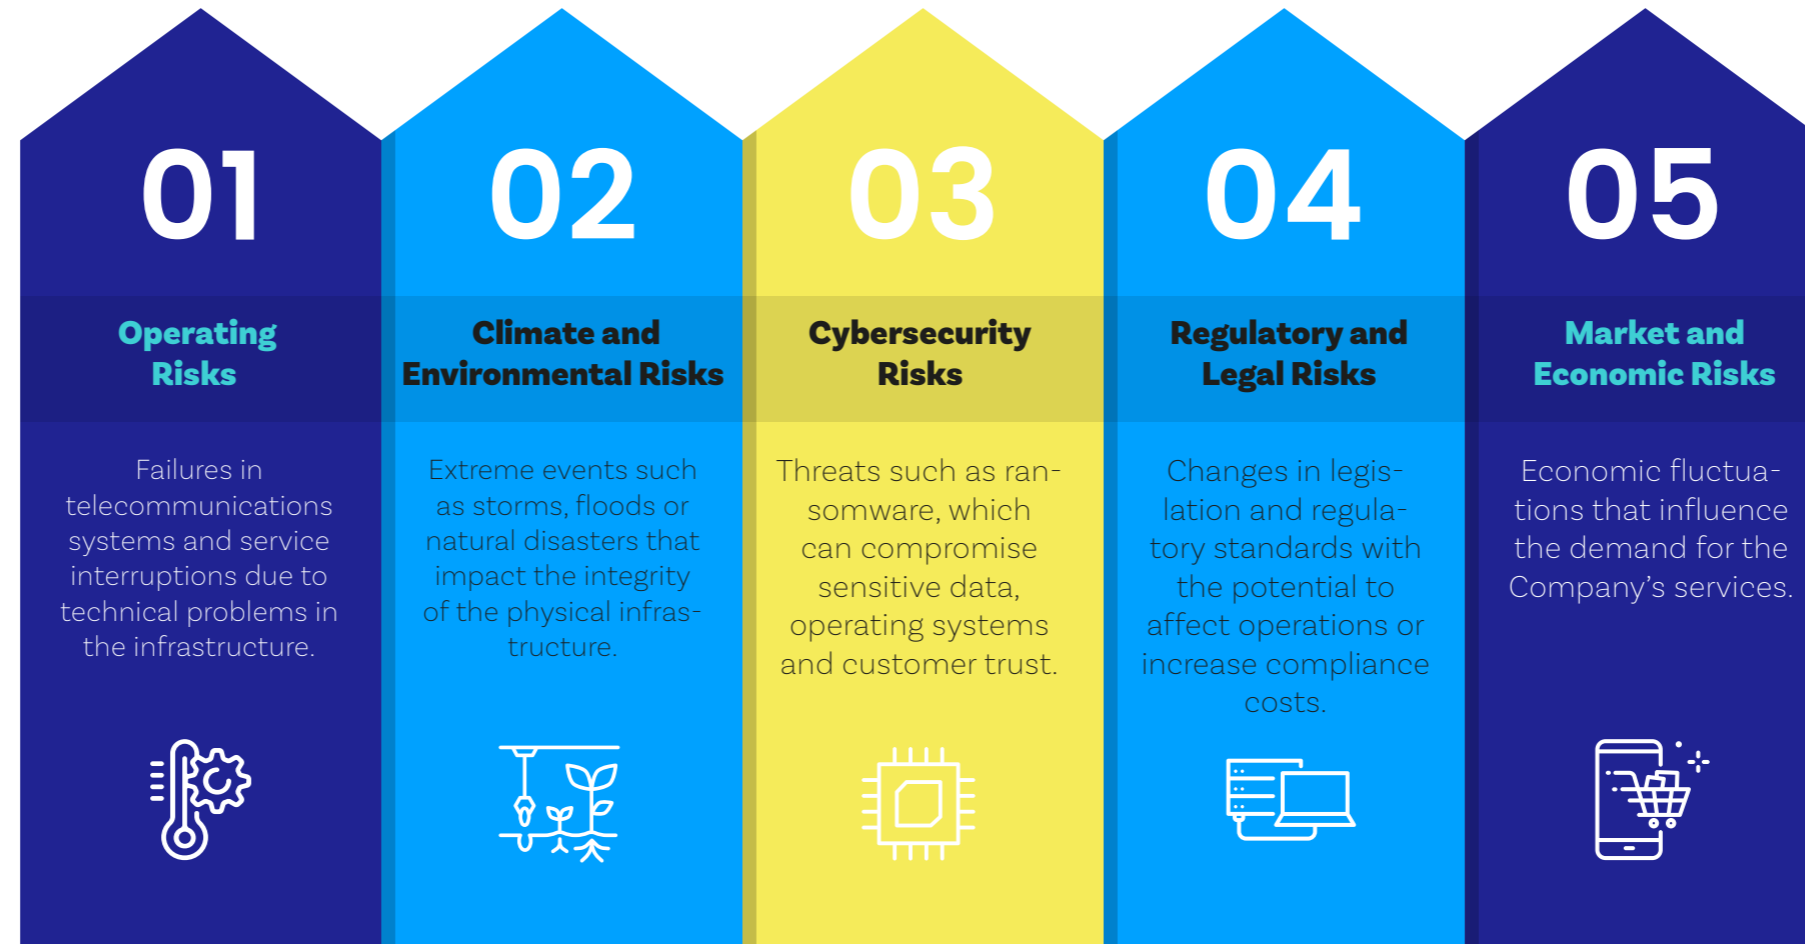 01
Operating
Risks
Failures in
telecommunications
systems and service
interruptions due to
technical problems in
the infrastructure.
02
Climate and
Environmental Risks
Extreme events such
as storms, floods or
natural disasters that
impact the integrity
of the physical infras-
tructure.
03
Cybersecurity
Risks
Threats such as ran-
somware, which
can compromise
sensitive data,
operating systems
and customer trust.
04
Regulatory and
Legal Risks
Changes in legis-
lation and regula-
tory standards with
the potential to
affect operations or
increase compliance
costs.
05
Market and
Economic Risks
Economic fluctua-
tions that influence
the demand for the
Company’s services.